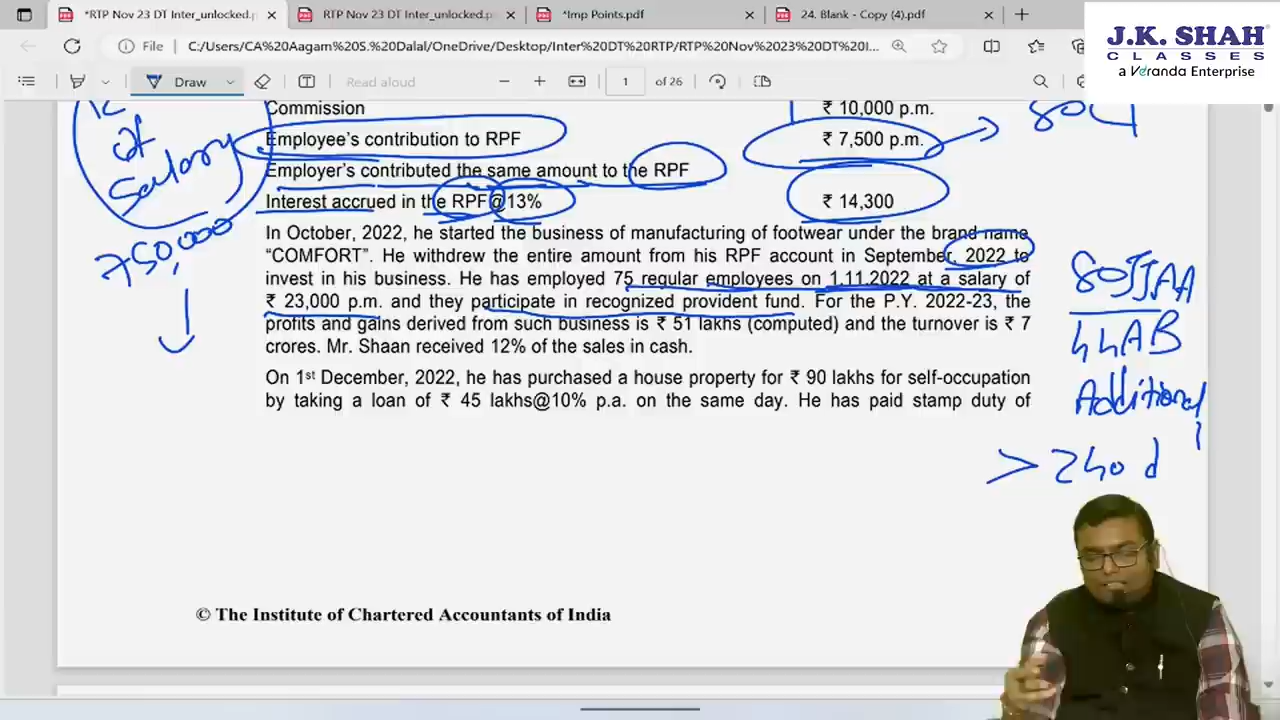 *RTP Nov 23 DT Inter_unlocked.p
RTP Nov 23 DT Inter_unlocked.p
*Imp Points.pdf
24. Blank - Copy (4).pdf
J.K. SHAH
CLASSES
a Veranda Enterprise
File
C:/Users/CA%20Aagam%20S.%20Dalal/OneDrive/Desktop/Inter%20DT%20RTP/RTP%20Nov%202023%20DT%20I...
Draw
Read aloud
1
of 26
Commission
₹ 10,000 p.m.
Employee's contribution to RPF
₹ 7,500 p.m.
Employer's contributed the same amount to the RPF
Interest accrued in the RPF@13%
₹ 14,300
of
Salary
750,000
In October, 2022, he started the business of manufacturing of footwear under the brand name
"COMFORT". He withdrew the entire amount from his RPF account in September, 2022 to
invest in his business. He has employed 75 regular employees on 1.11.2022 at a salary of
₹ 23,000 p.m. and they participate in recognized provident fund. For the P.Y. 2022-23, the
profits and gains derived from such business is ₹ 51 lakhs (computed) and the turnover is ₹ 7
crores. Mr. Shaan received 12% of the sales in cash.
On 1st December, 2022, he has purchased a house property for ₹ 90 lakhs for self-occupation
by taking a loan of ₹ 45 lakhs@10% p.a. on the same day. He has paid stamp duty of
80JJAA
44AB
Additional
> 240 d
© The Institute of Chartered Accountants of India